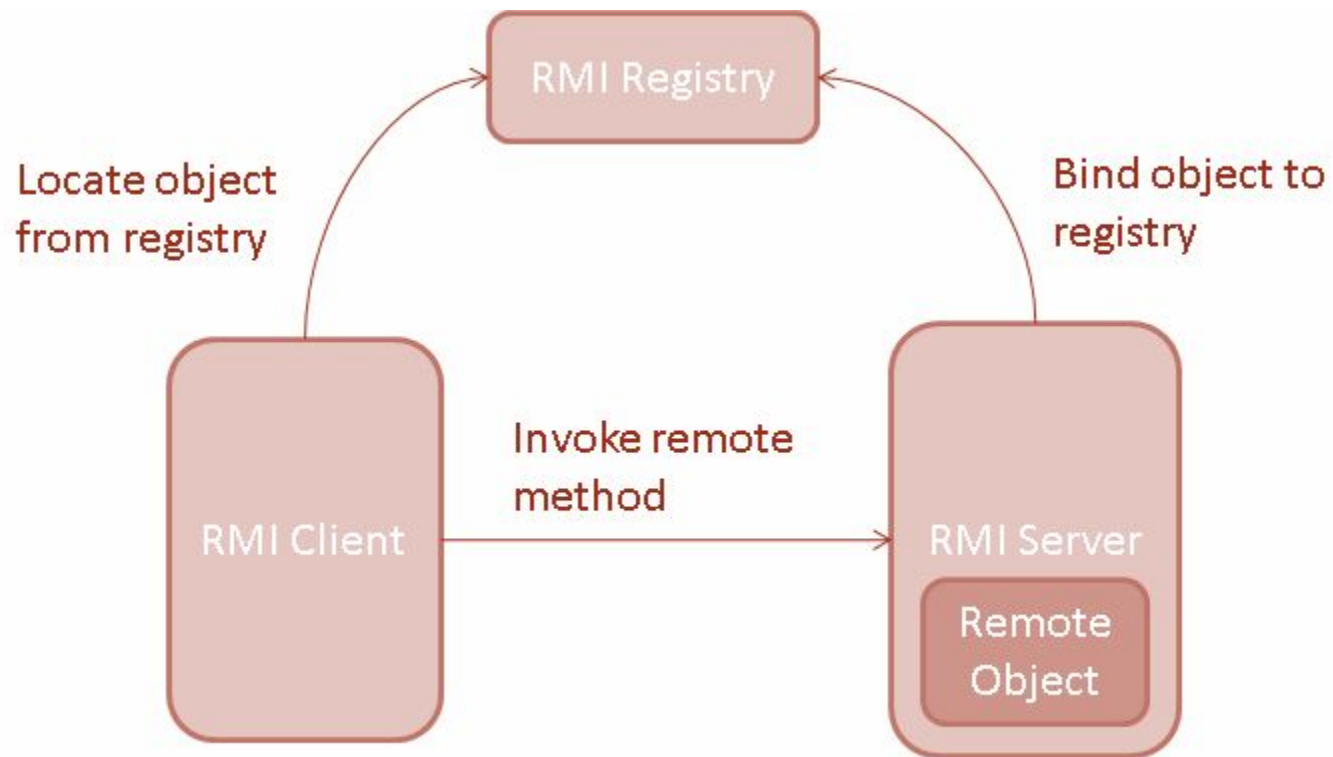 RMI Registry
Locate object
from registry
Bind object to
registry
Invoke remote
method
RMI Client
RMI Server
Remote
Object